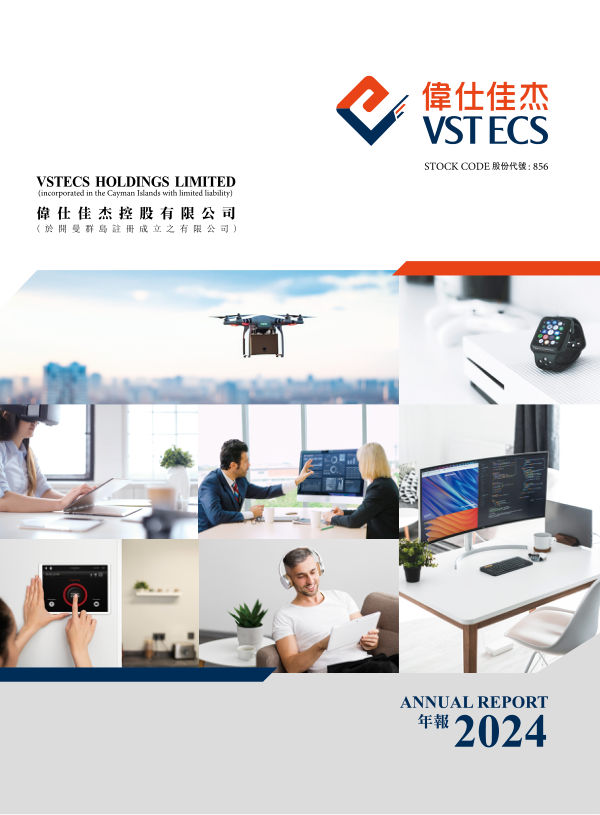 偉仕佳杰
VSTECS
STOCK CODE 股份代號 : 856
VSTECS HOLDINGS LIMITED
(incorporated in the Cayman Islands with limited liability)
偉仕佳杰控股有限公司
(於開曼群島註冊成立之有限公司)
ANNUAL REPORT
年報 2024